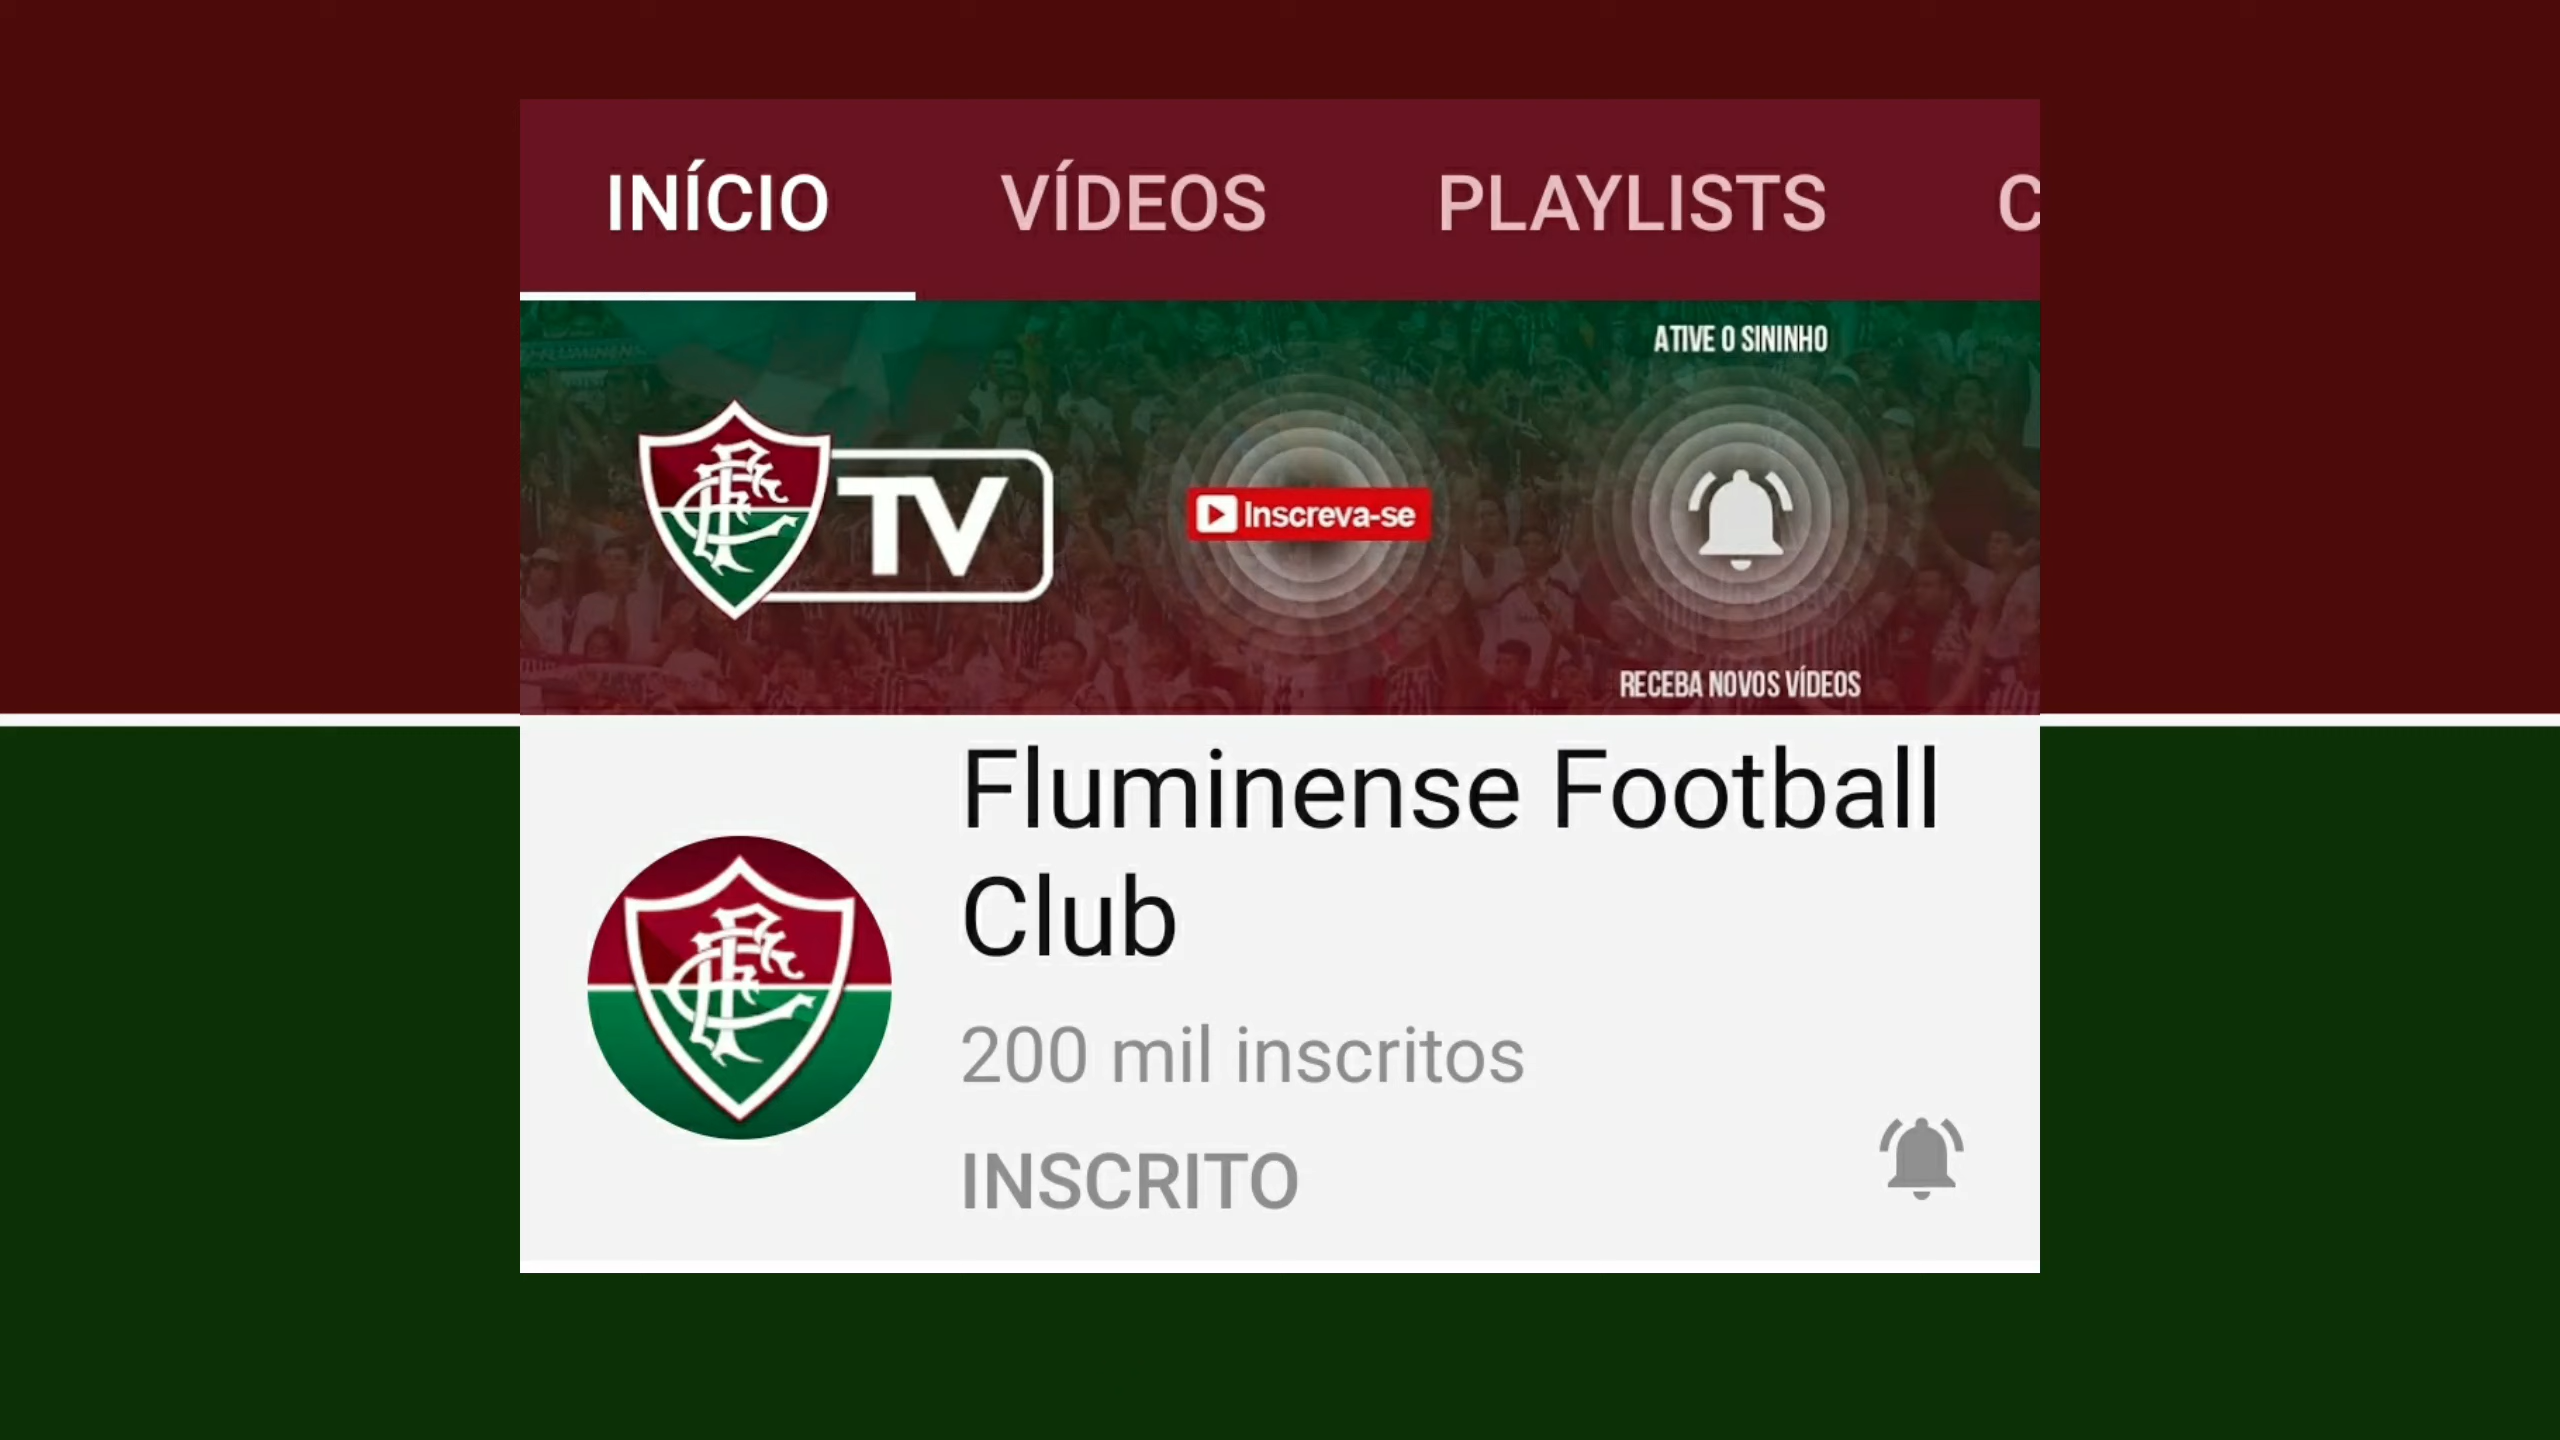 INÍCIO VÍDEOS PLAYLISTS C
ATIVE O SININHO
TV
Inscreva-se
RECEBA NOVOS VÍDEOS
Fluminense Football
Club
200 mil inscritos
INSCRITO